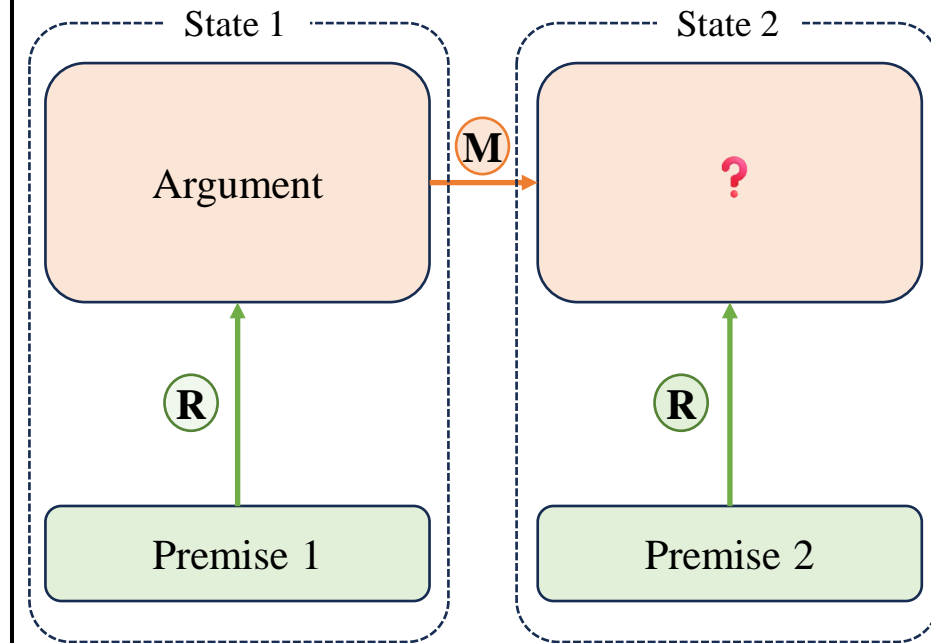 State 1
State 2
Argument
M
?
R
R
Premise 1
Premise 2